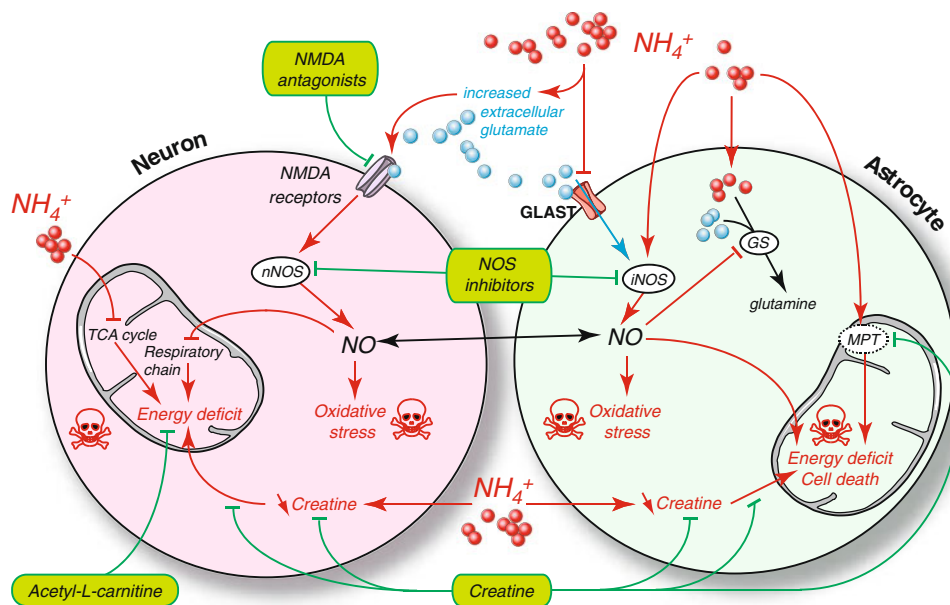 NH₄⁺
NMDA
antagonists
increased
extracellular
glutamate
Neuron
Astrocyte
NMDA
receptors
GLAST
NH₄⁺
nNOS
NOS
inhibitors
iNOS
GS
glutamine
TCA cycle
Respiratory
chain
NO
NO
MPT
Energy deficit
Oxidative
stress
Oxidative
stress
Energy deficit
Cell death
Creatine
NH₄⁺
Creatine
Acetyl-L-carnitine
Creatine